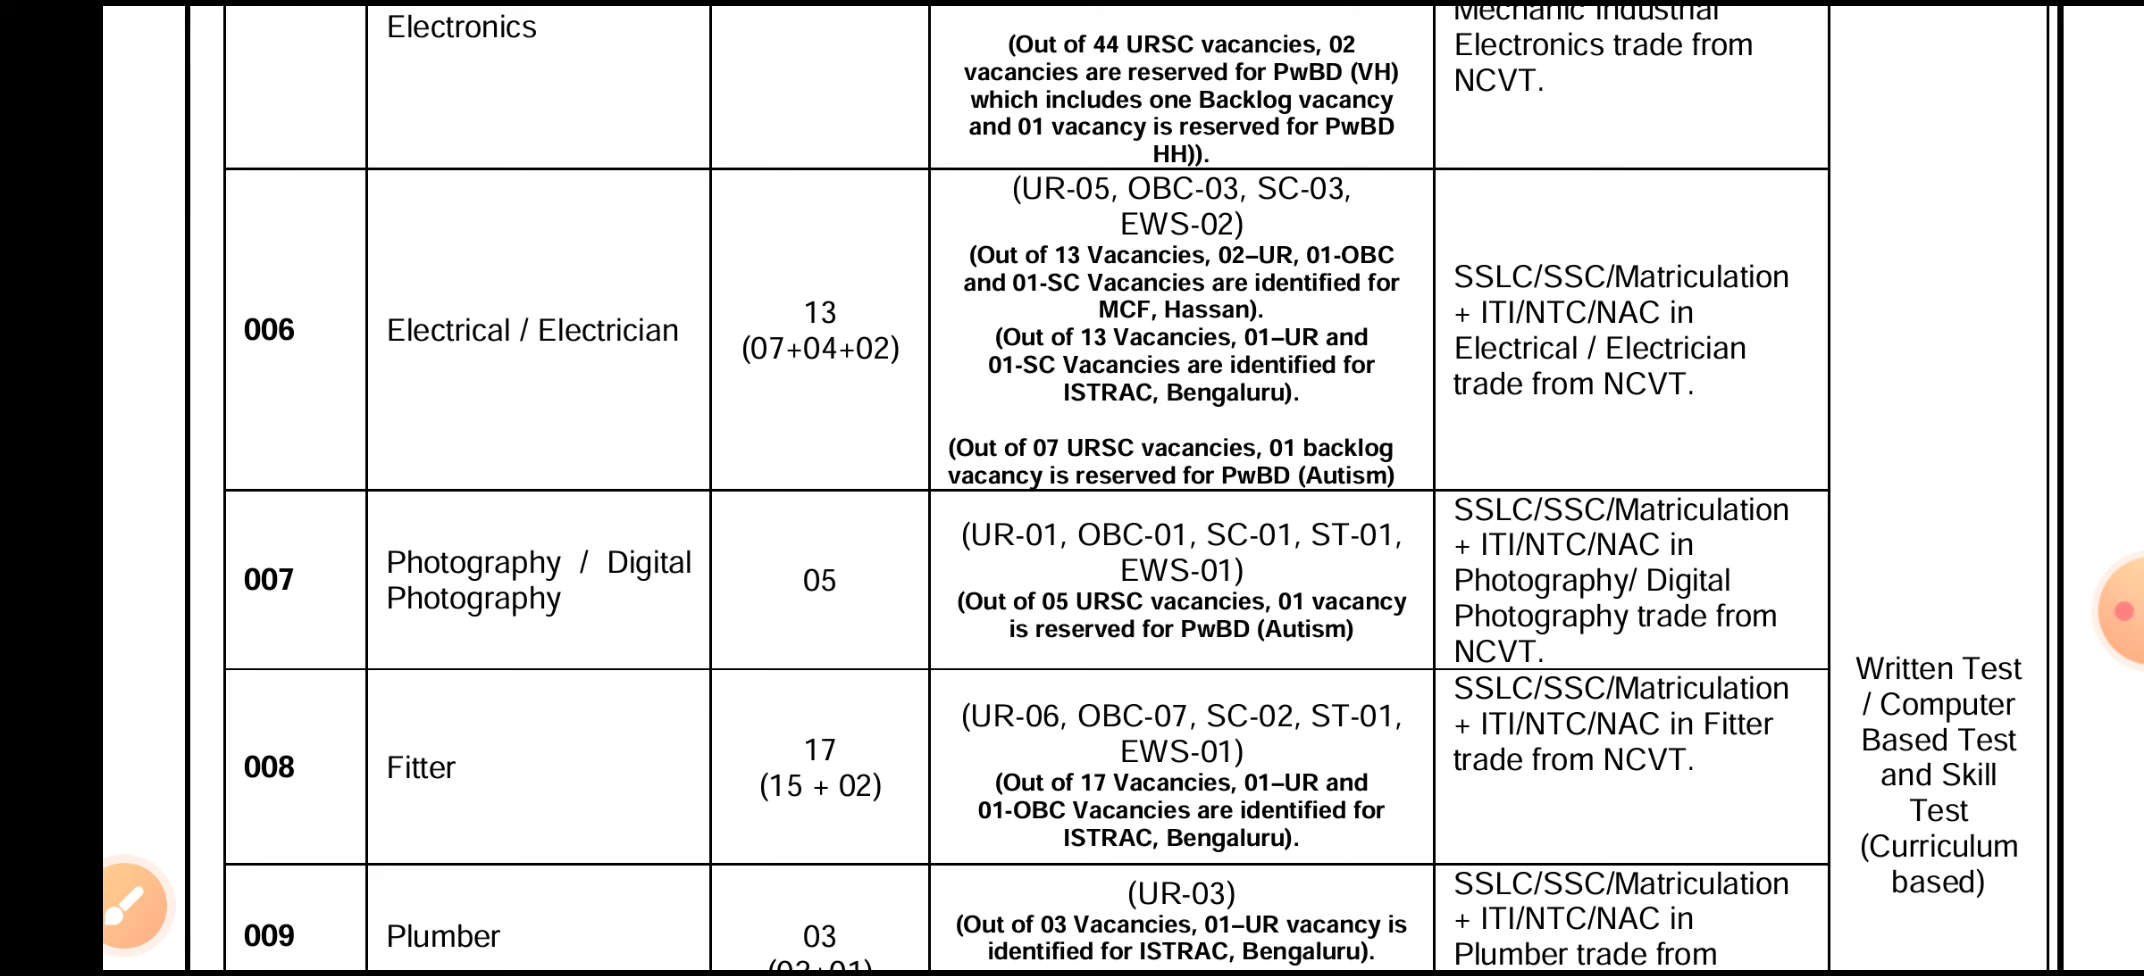 Electronics
(Out of 44 URSC vacancies, 02
vacancies are reserved for PwBD (VH)
which includes one Backlog vacancy
and 01 vacancy is reserved for PwBD
HH)).
Mechanic Industrial
Electronics trade from
NCVT.
006
Electrical / Electrician
13
(07+04+02)
(UR-05, OBC-03, SC-03,
EWS-02)
(Out of 13 Vacancies, 02–UR, 01-OBC
and 01-SC Vacancies are identified for
MCF, Hassan).
(Out of 13 Vacancies, 01–UR and
01-SC Vacancies are identified for
ISTRAC, Bengaluru).
(Out of 07 URSC vacancies, 01 backlog
vacancy is reserved for PwBD (Autism)
SSLC/SSC/Matriculation
+ ITI/NTC/NAC in
Electrical / Electrician
trade from NCVT.
007
Photography / Digital
Photography
05
(UR-01, OBC-01, SC-01, ST-01,
EWS-01)
(Out of 05 URSC vacancies, 01 vacancy
is reserved for PwBD (Autism)
SSLC/SSC/Matriculation
+ ITI/NTC/NAC in
Photography/ Digital
Photography trade from
NCVT.
008
Fitter
17
(15 + 02)
(UR-06, OBC-07, SC-02, ST-01,
EWS-01)
(Out of 17 Vacancies, 01–UR and
01-OBC Vacancies are identified for
ISTRAC, Bengaluru).
SSLC/SSC/Matriculation
+ ITI/NTC/NAC in Fitter
trade from NCVT.
009
Plumber
03
(02+01)
(UR-03)
(Out of 03 Vacancies, 01–UR vacancy is
identified for ISTRAC, Bengaluru).
SSLC/SSC/Matriculation
+ ITI/NTC/NAC in
Plumber trade from
Written Test
/ Computer
Based Test
and Skill
Test
(Curriculum
based)